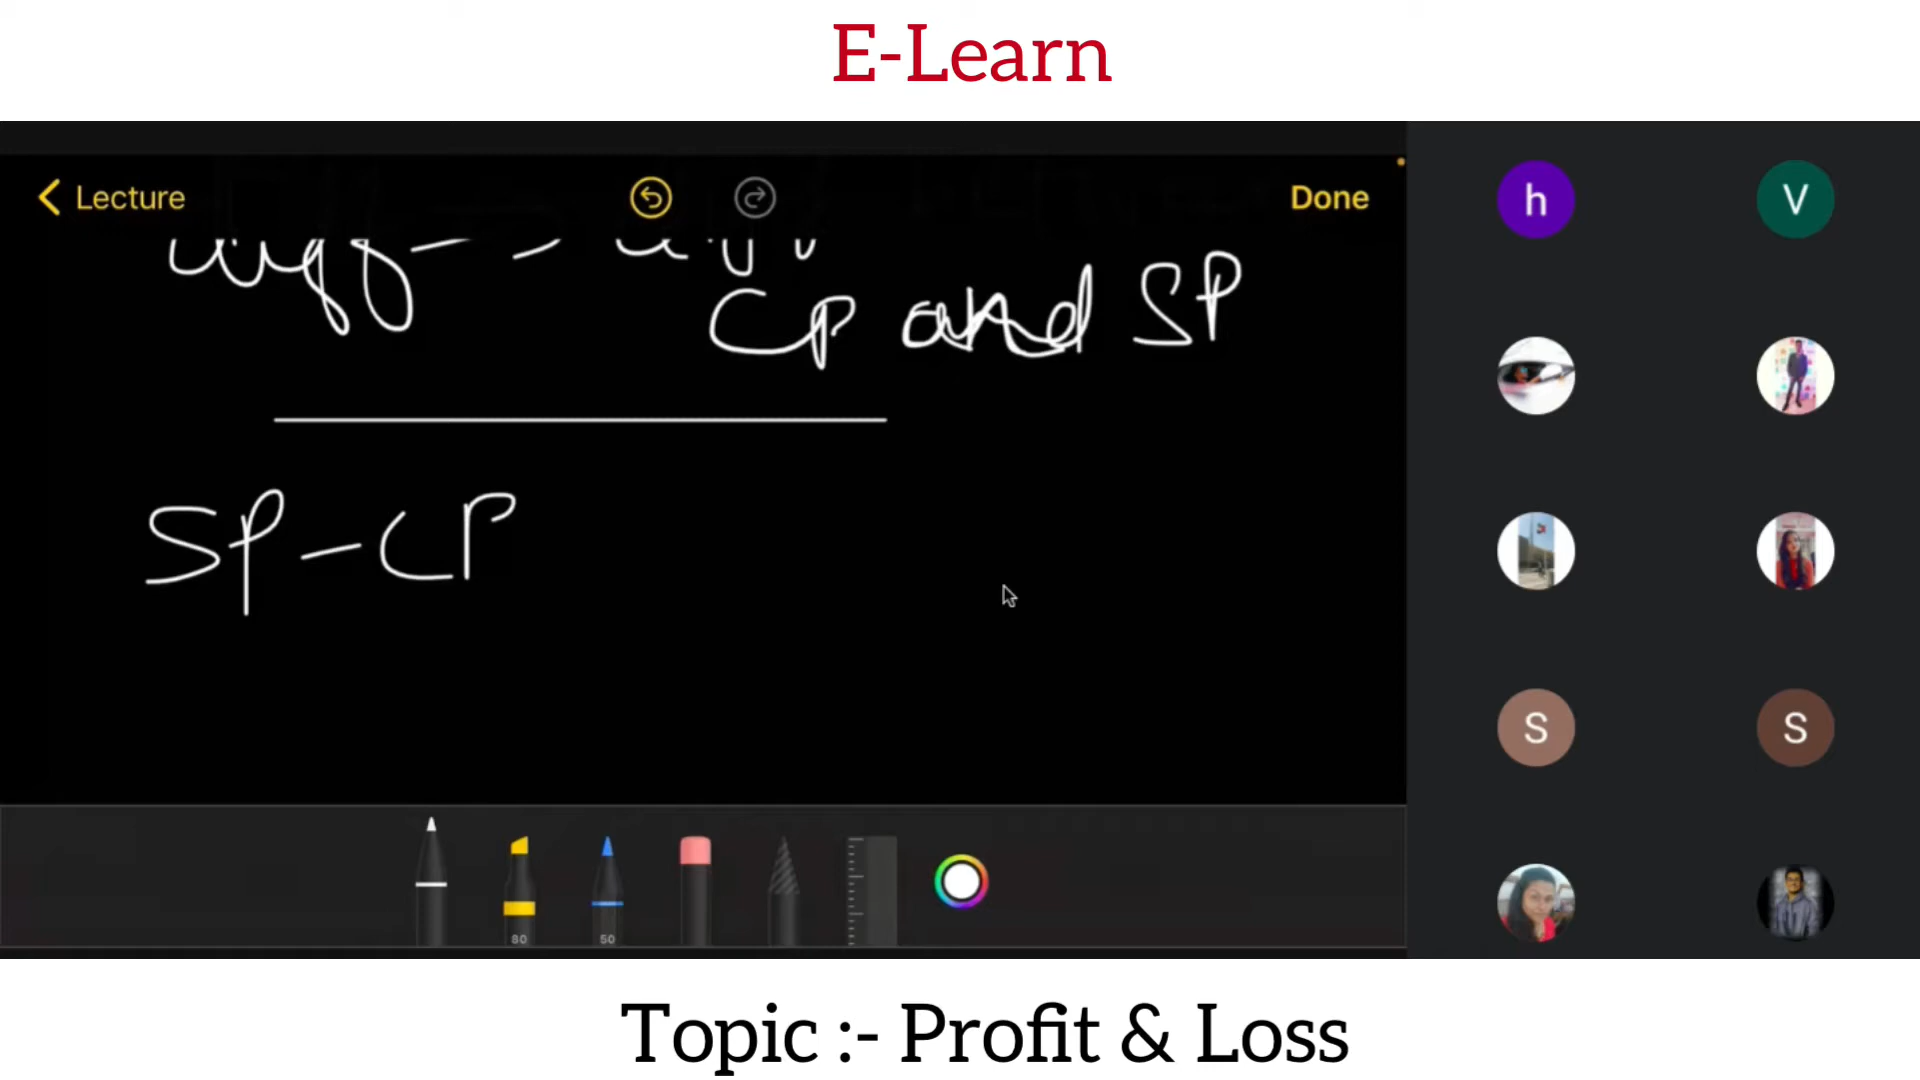 E-Learn
Lecture
Done
h
V
CP and SP
SP-CP
S
S
80
50
Topic :- Profit & Loss